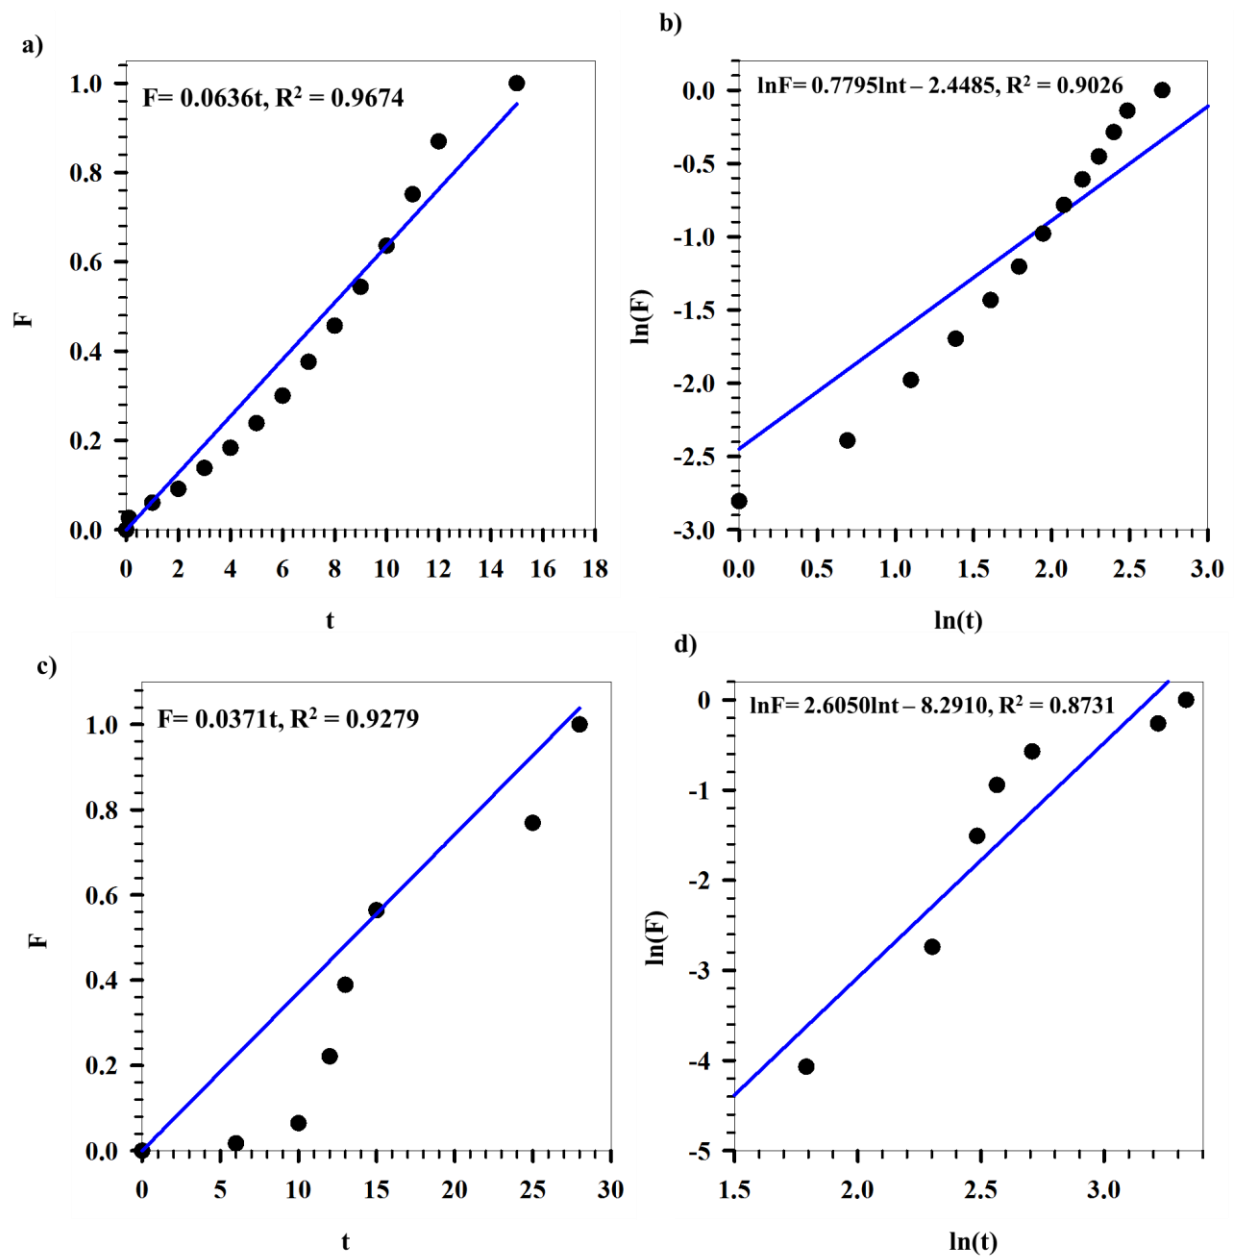 a)
F= 0.0636t, R² = 0.9674
1.0
0.8
0.6
0.4
0.2
0.0
F
0 2 4 6 8 10 12 14 16 18
t
b)
lnF= 0.7795lnt – 2.4485, R² = 0.9026
0.0
-0.5
-1.0
-1.5
-2.0
-2.5
-3.0
ln(F)
0.0 0.5 1.0 1.5 2.0 2.5 3.0
ln(t)
c)
F= 0.0371t, R² = 0.9279
1.0
0.8
0.6
0.4
0.2
0.0
F
0 5 10 15 20 25 30
t
d)
lnF= 2.6050lnt – 8.2910, R² = 0.8731
0
-1
-2
-3
-4
-5
ln(F)
1.5 2.0 2.5 3.0
ln(t)